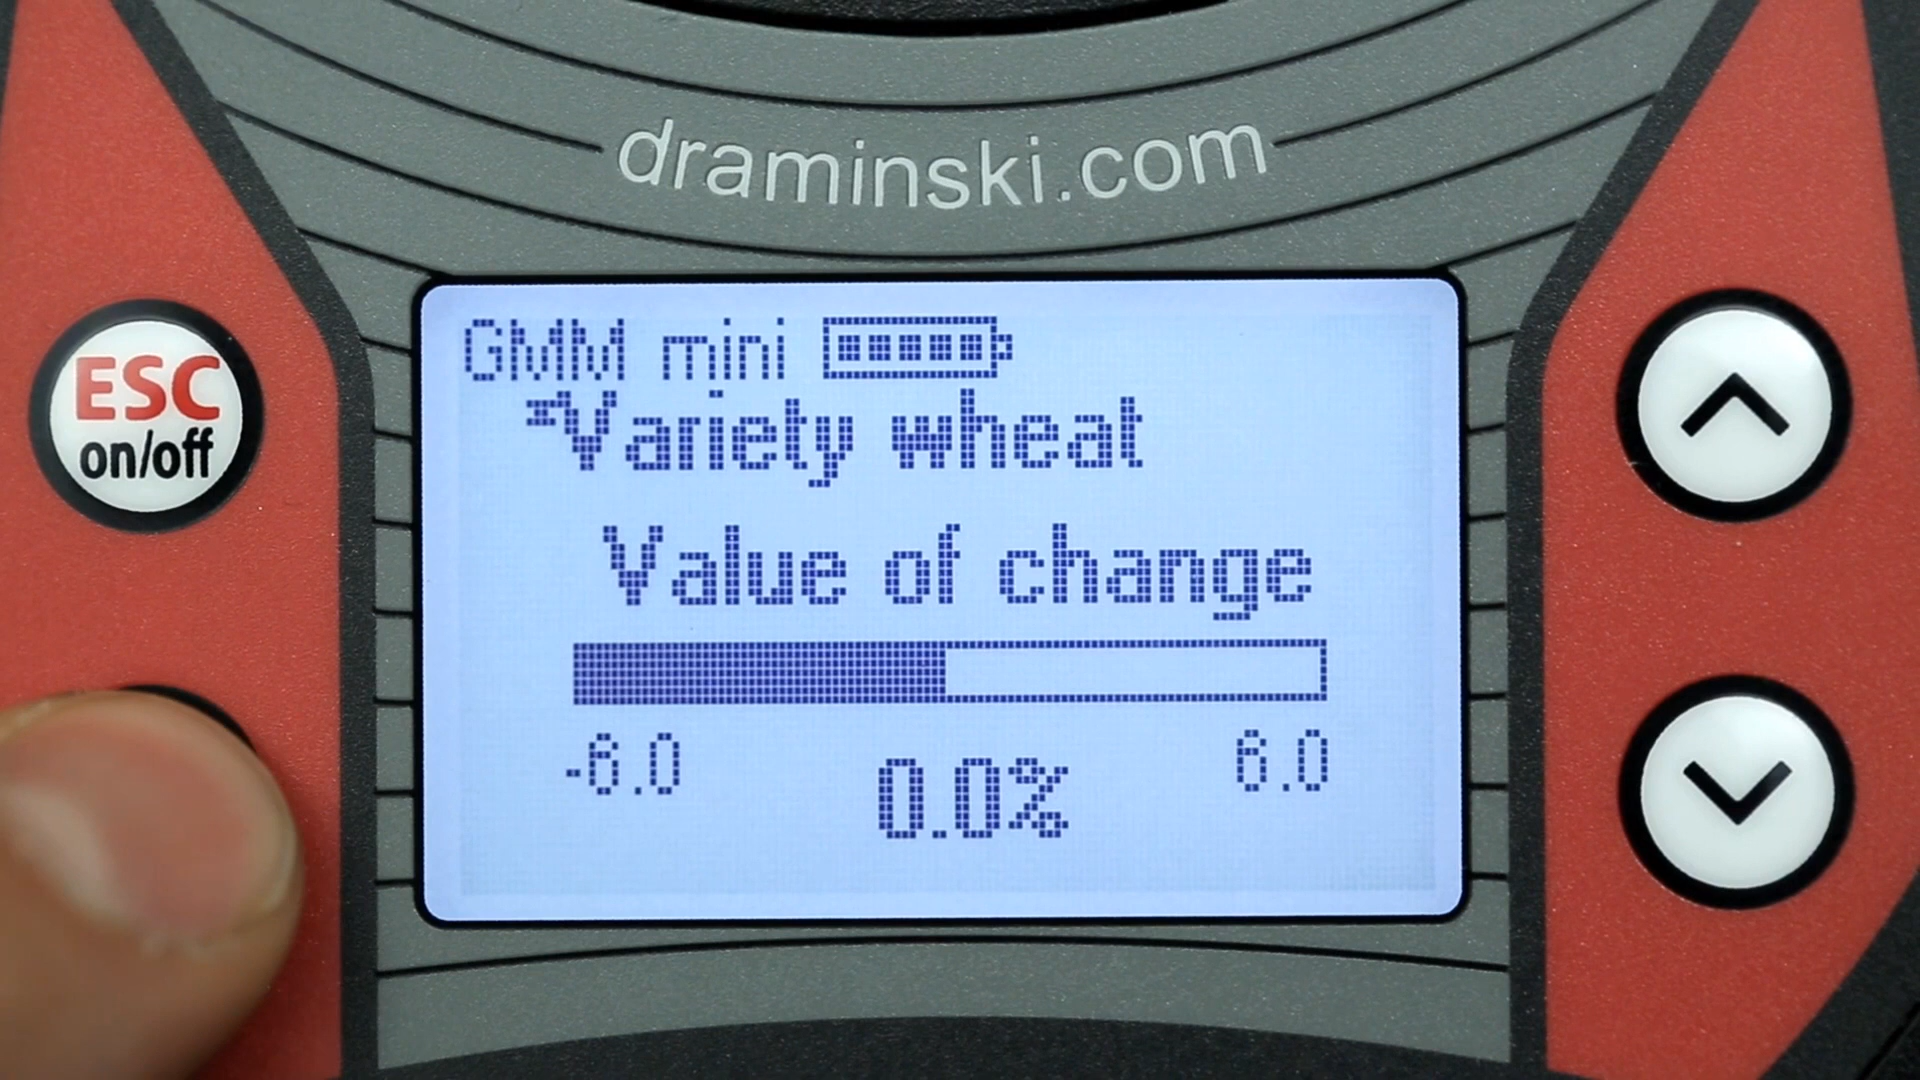 draminski.com
ESC
on/off
GMM mini
Variety wheat
Value of change
-6.0 6.0
0.0%